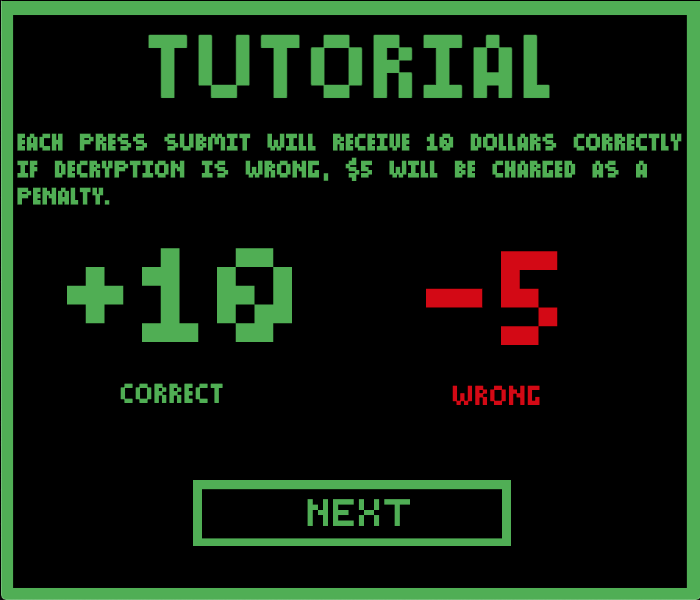 TUTORIAL
EACH PRESS SUBMIT WILL RECEIVE 10 DOLLARS CORRECTLY
IF DECRYPTION IS WRONG, $5 WILL BE CHARGED AS A
PENALTY.
+10
-5
CORRECT
WRONG
NEXT